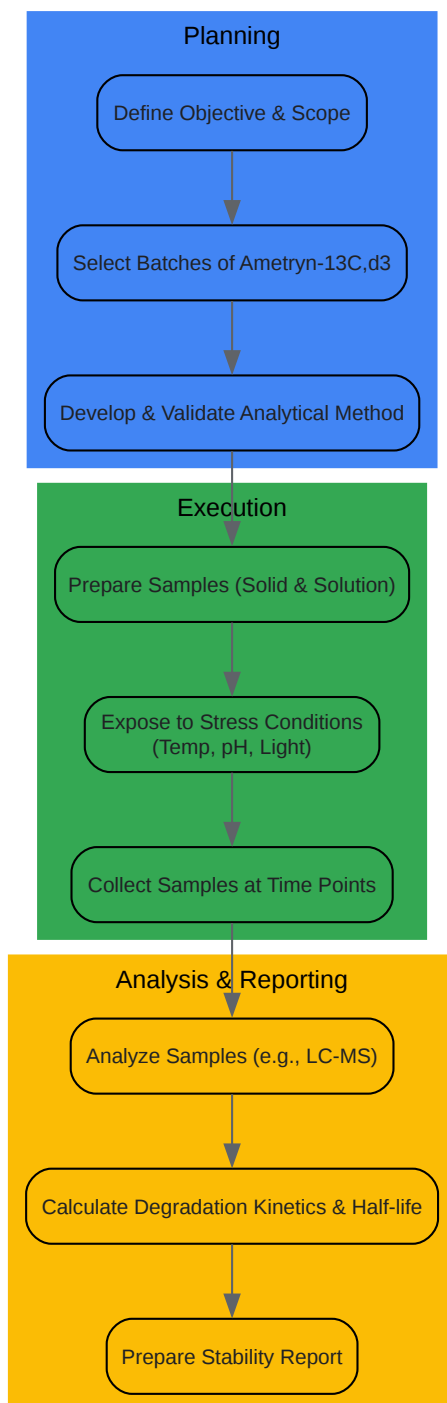 Planning
Define Objective & Scope
Select Batches of Ametryn-13C,d3
Develop & Validate Analytical Method
Execution
Prepare Samples (Solid & Solution)
Expose to Stress Conditions
(Temp, pH, Light)
Collect Samples at Time Points
Analysis & Reporting
Analyze Samples (e.g., LC-MS)
Calculate Degradation Kinetics & Half-life
Prepare Stability Report